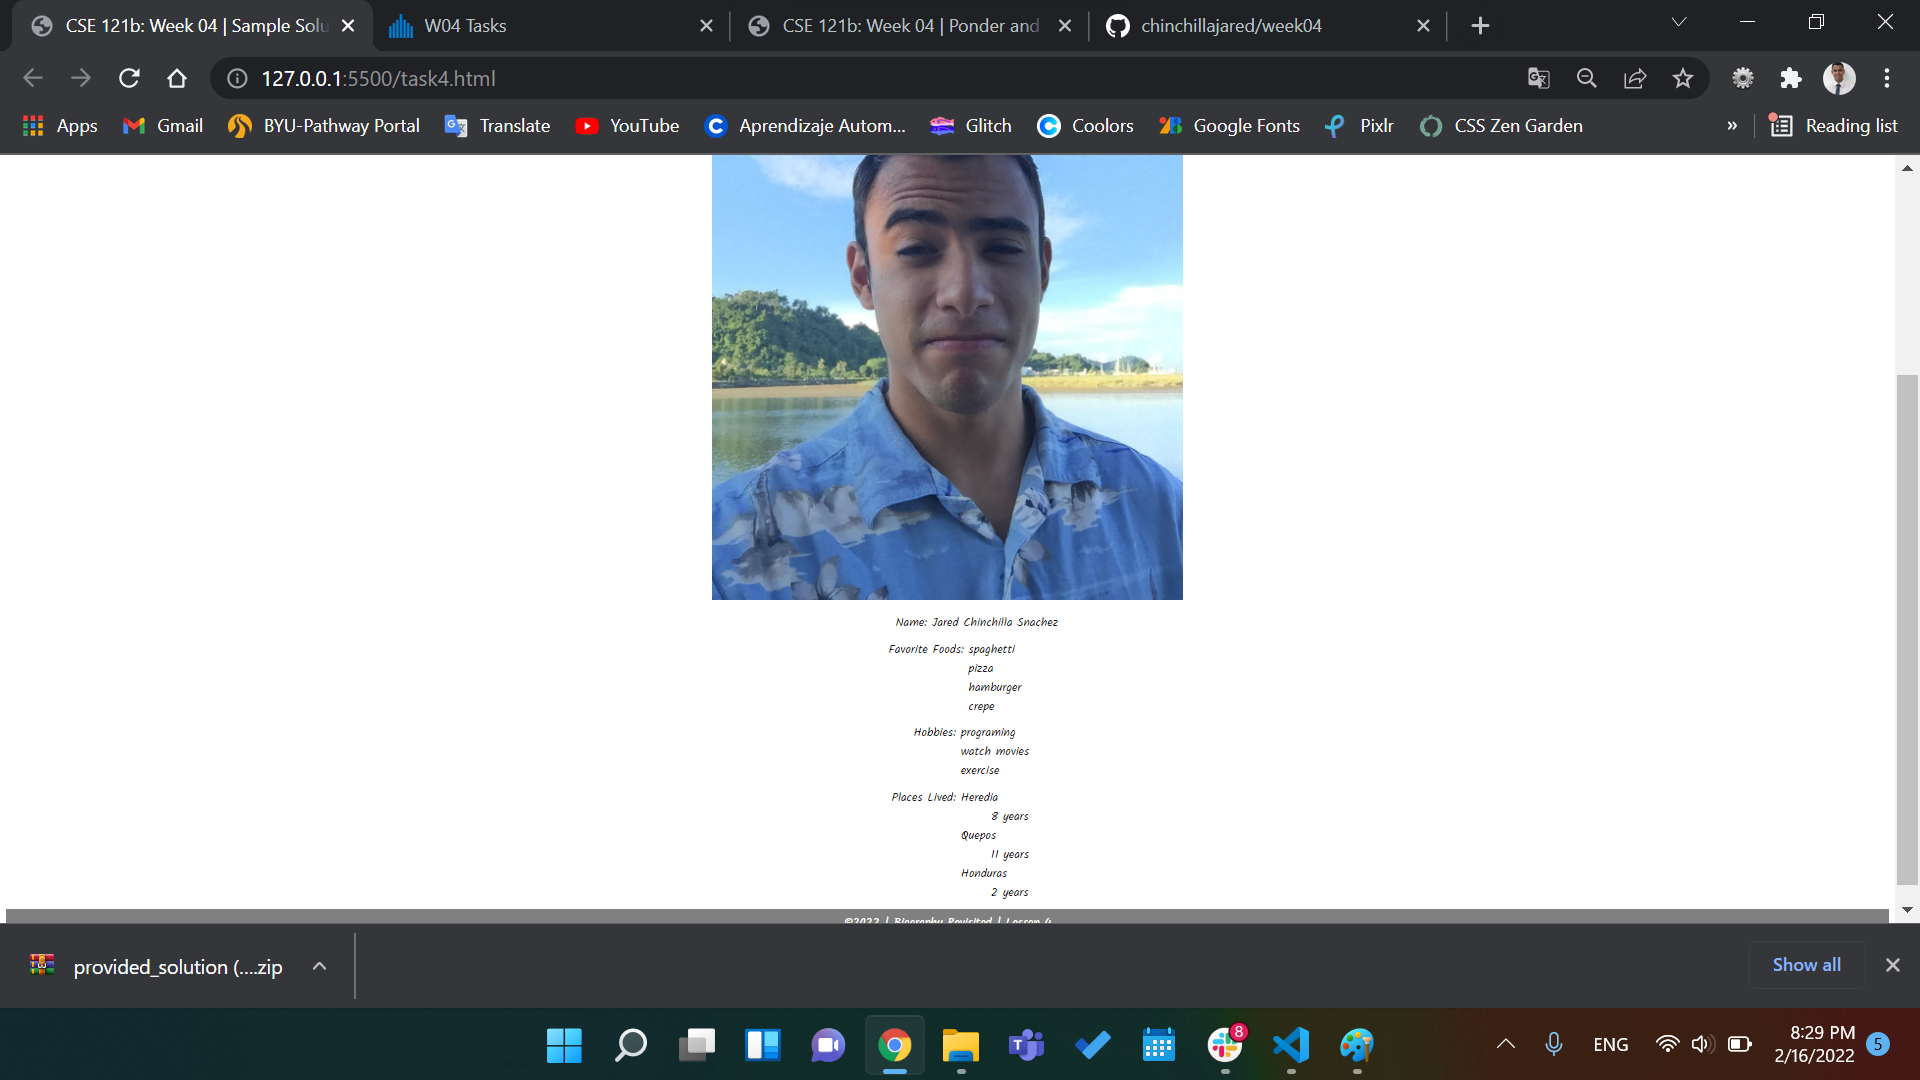 CSE 121b: Week 04 | Sample Solu
W04 Tasks
CSE 121b: Week 04 | Ponder and
chinchillajared/week04
127.0.0.1:5500/task4.html
Apps
Gmail
BYU-Pathway Portal
Translate
YouTube
Aprendizaje Autom...
Glitch
Coolors
Google Fonts
Pixlr
CSS Zen Garden
»
Reading list
Name: Jared Chinchilla Snachez
Favorite Foods: spaghetti
pizza
hamburger
crepe
Hobbies: programing
watch movies
exercise
Places Lived: Heredia
8 years
Quepos
11 years
Honduras
2 years
©2022 | Biography Revisited | Lesson 4
provided_solution (....zip
Show all
8
ENG
8:29 PM
2/16/2022
5